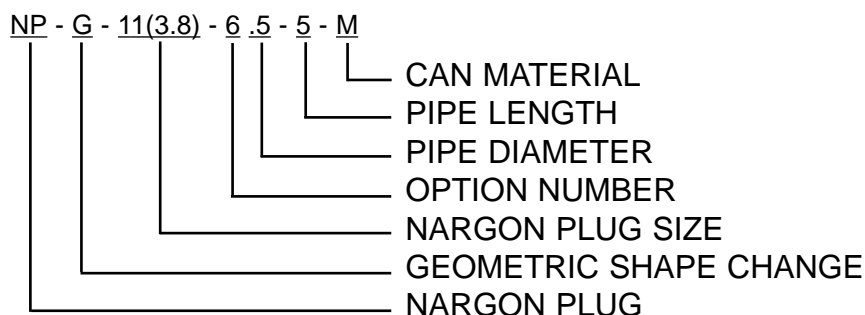 NP - G - 11(3.8) - 6 .5 - 5 - M
CAN MATERIAL
PIPE LENGTH
PIPE DIAMETER
OPTION NUMBER
NARGON PLUG SIZE
GEOMETRIC SHAPE CHANGE
NARGON PLUG